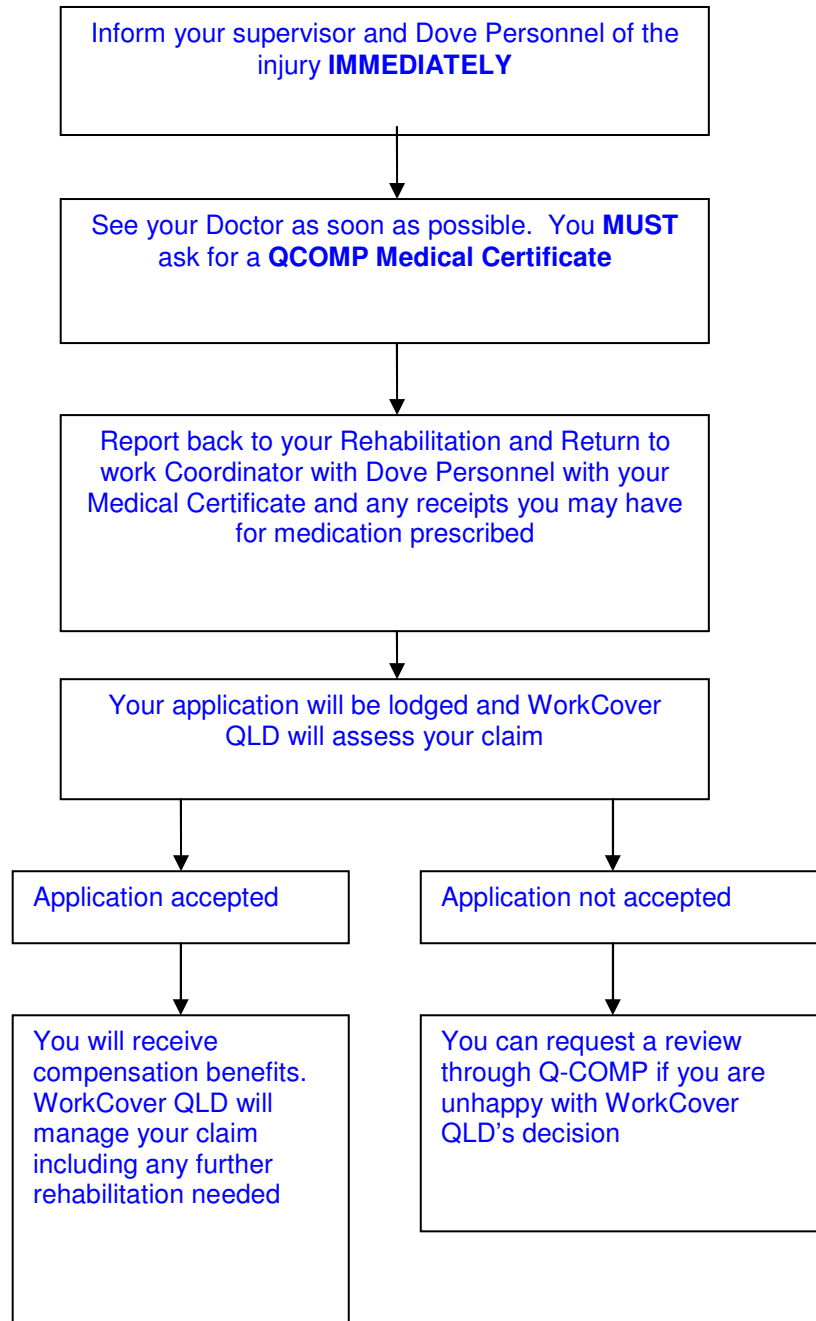 Inform your supervisor and Dove Personnel of the
injury IMMEDIATELY
See your Doctor as soon as possible.  You MUST
ask for a QCOMP Medical Certificate
Report back to your Rehabilitation and Return to
work Coordinator with Dove Personnel with your
Medical Certificate and any receipts you may have
for medication prescribed
Your application will be lodged and WorkCover
QLD will assess your claim
Application accepted
Application not accepted
You will receive
compensation benefits.
WorkCover QLD will
manage your claim
including any further
rehabilitation needed
You can request a review
through Q-COMP if you are
unhappy with WorkCover
QLD’s decision